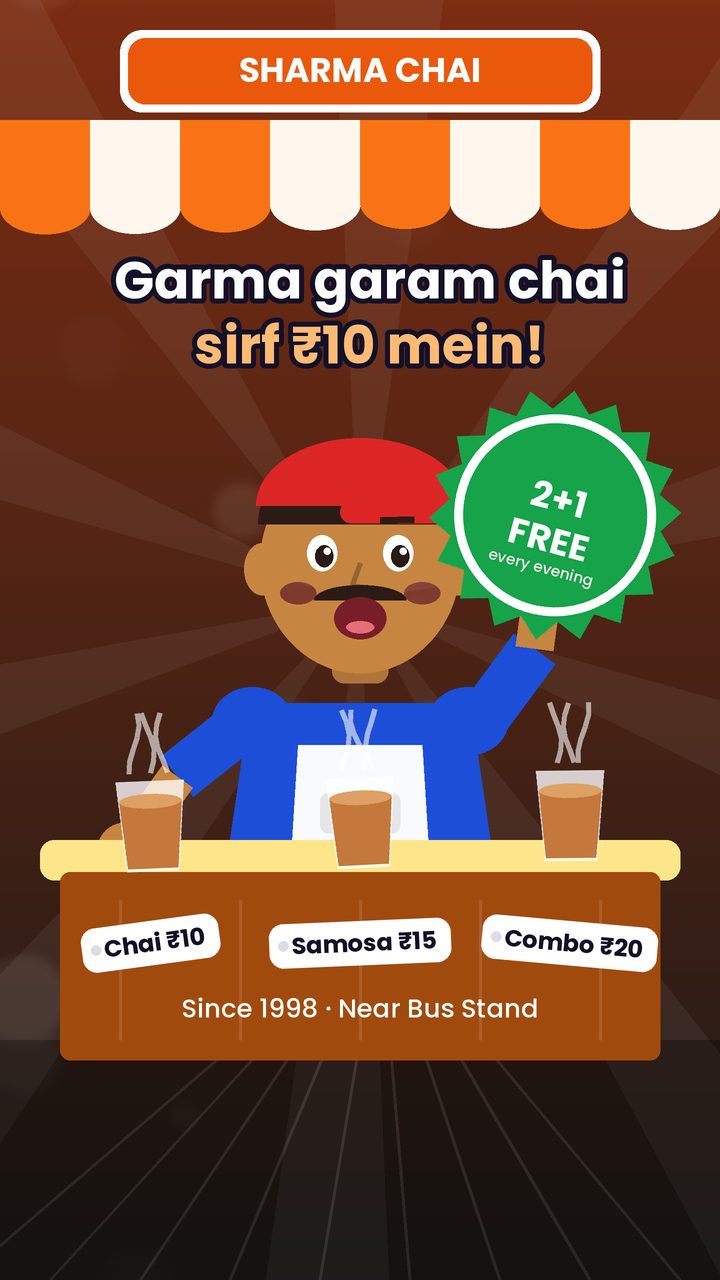 SHARMA CHAI
Garma garam chai
sirf ₹10 mein!
2+1
FREE
every evening
Chai ₹10
Samosa ₹15
Combo ₹20
Since 1998 · Near Bus Stand